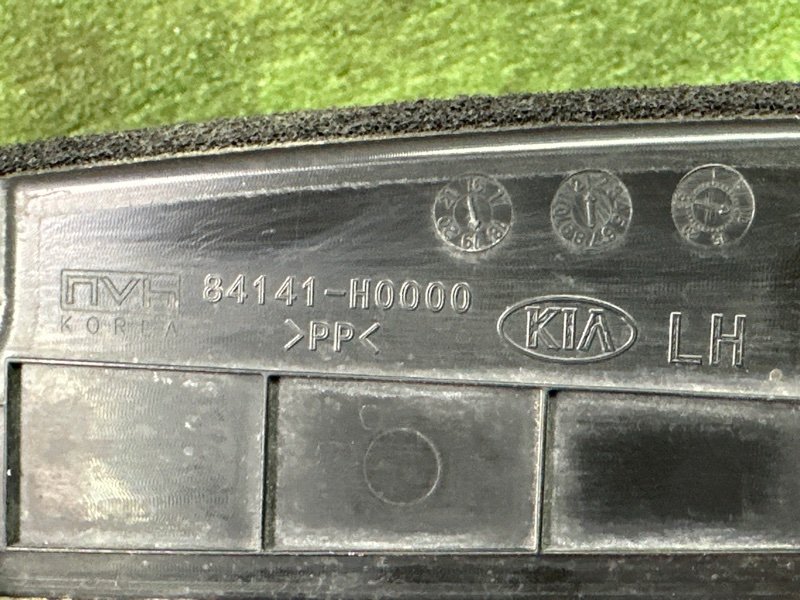 NVH
KOREA
84141-H0000
>PP<
KIA
LH